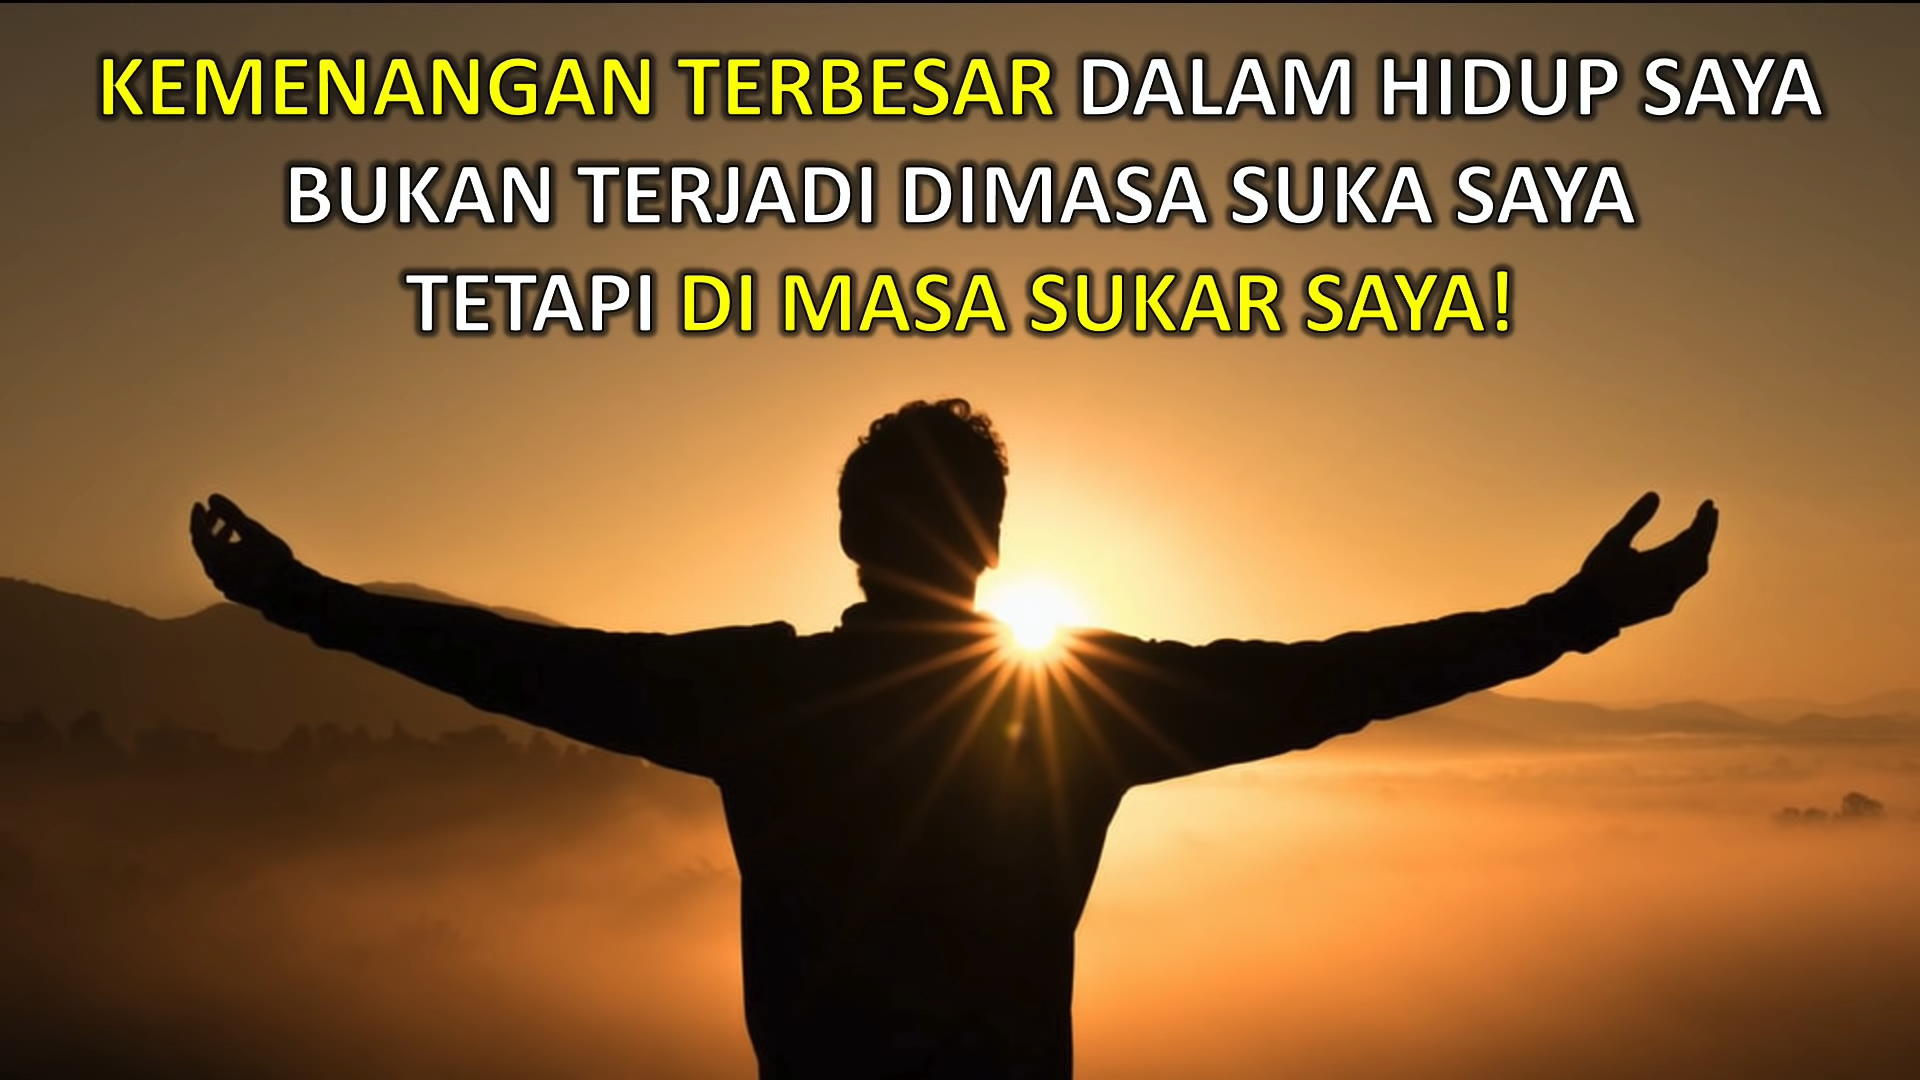 KEMENANGAN TERBESAR DALAM HIDUP SAYA
BUKAN TERJADI DIMASA SUKA SAYA
TETAPI DI MASA SUKAR SAYA!